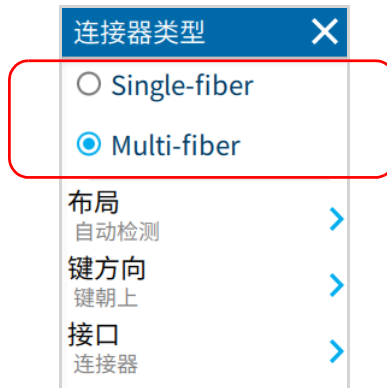 连接器类型
Single-fiber
Multi-fiber
布局
自动检测
键方向
键朝上
接口
连接器